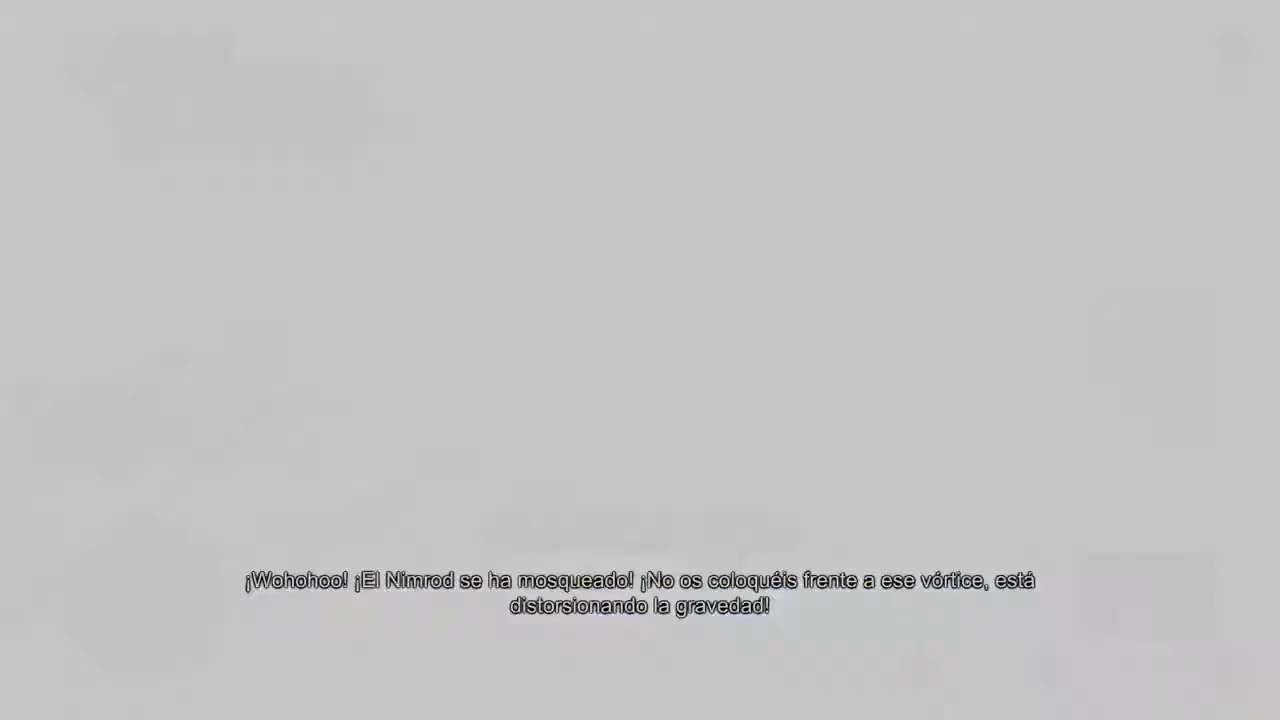 ¡Wohohoo! ¡El Nimrod se ha mosqueado! ¡No os coloquéis frente a ese vórtice, está
distorsionando la gravedad!